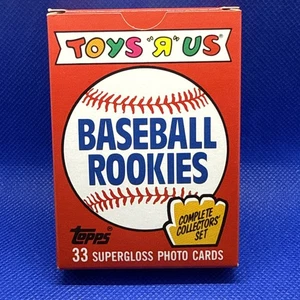 TOYS "R" US
BASEBALL
ROOKIES
COMPLETE
COLLECTORS'
SET
topps
33 SUPERGLOSS PHOTO CARDS